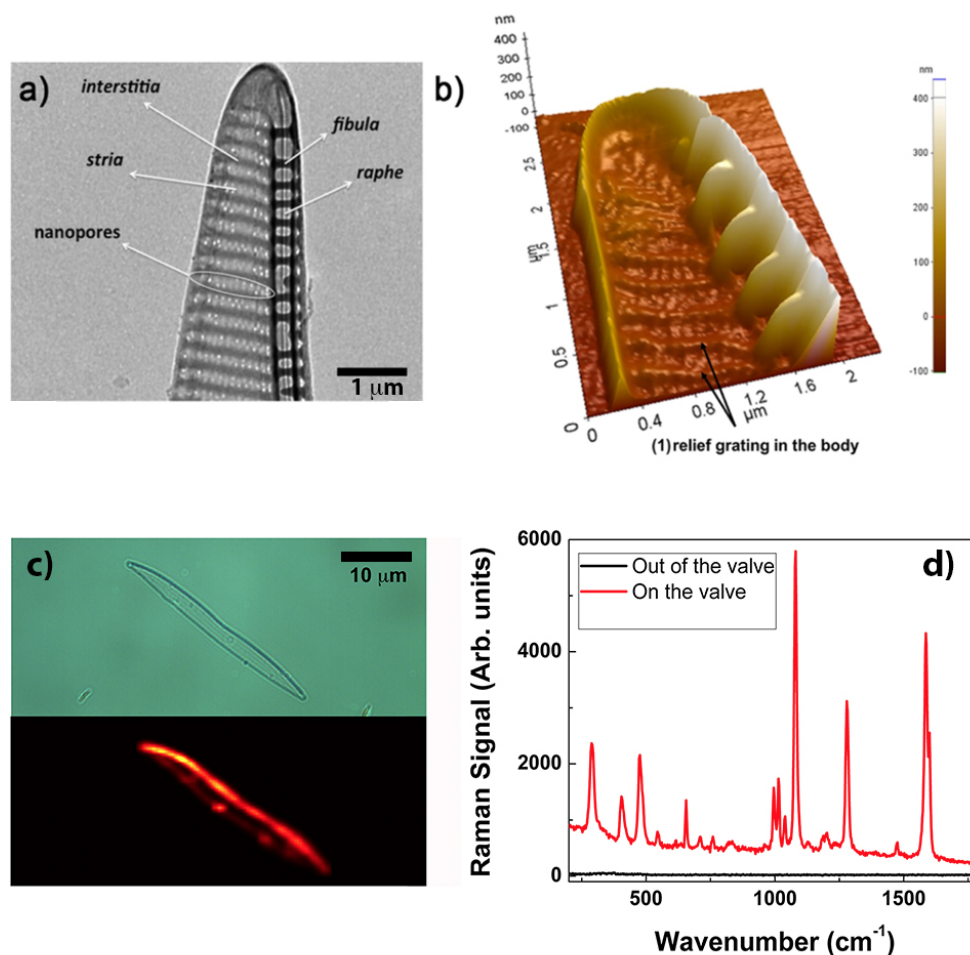 a)
interstitia
stria
nanopores
fibula
raphe
1 μm
b)
nm
400
300
200
100
0
-100
2.5
2
1.5
μm
1
0.5
0
0
0.4
0.8
1.2
1.6
2
μm
(1) relief grating in the body
nm
400
300
200
100
0
-100
c)
10 μm
d)
Out of the valve
On the valve
Raman Signal (Arb. units)
6000
4000
2000
0
500
1000
1500
Wavenumber (cm⁻¹)